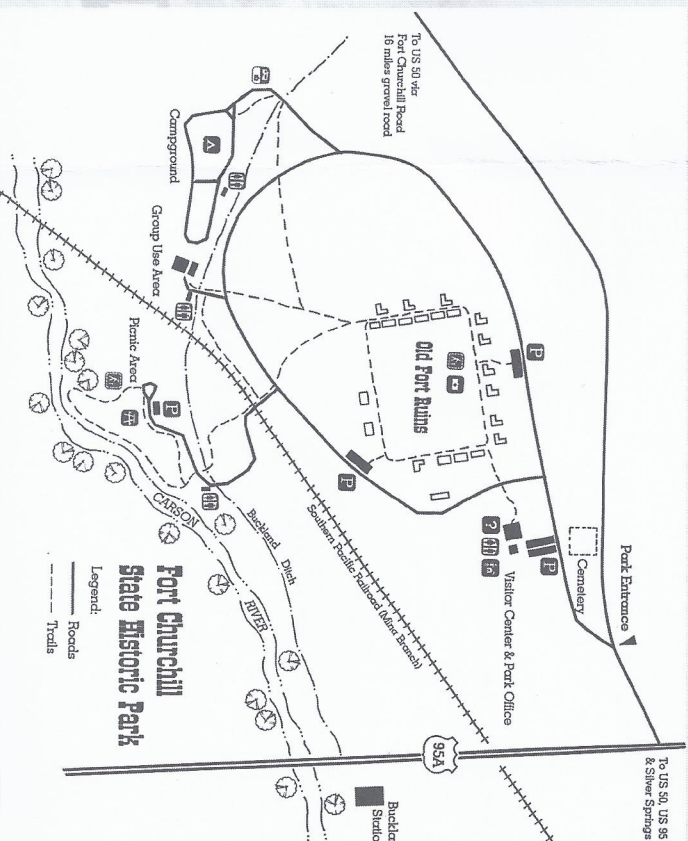 To US 50 via
Fort Churchill Road
16 miles gravel road
Campground
Group Use Area
Picnic Area
P
Old Fort Ruins
P
P
P
?
Visitor Center & Park Office
Cemetery
Park Entrance
To US 50, US 95
& Silver Springs
95A
Southern Pacific Railroad (Mina Branch)
Buckland Ditch
CARSON RIVER
Fort Churchill
State Historic Park
Legend:
Roads
Trails